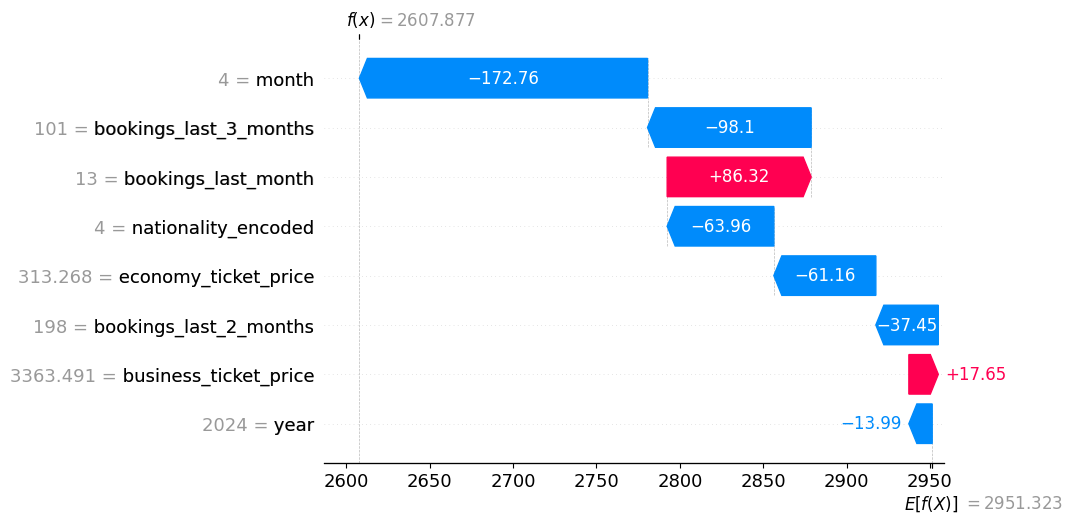 f(x) = 2607.877
4 = month
−172.76
101 = bookings_last_3_months
−98.1
13 = bookings_last_month
+86.32
4 = nationality_encoded
−63.96
313.268 = economy_ticket_price
−61.16
198 = bookings_last_2_months
−37.45
3363.491 = business_ticket_price
+17.65
2024 = year
−13.99
2600 2650 2700 2750 2800 2850 2900 2950
E[f(X)] = 2951.323